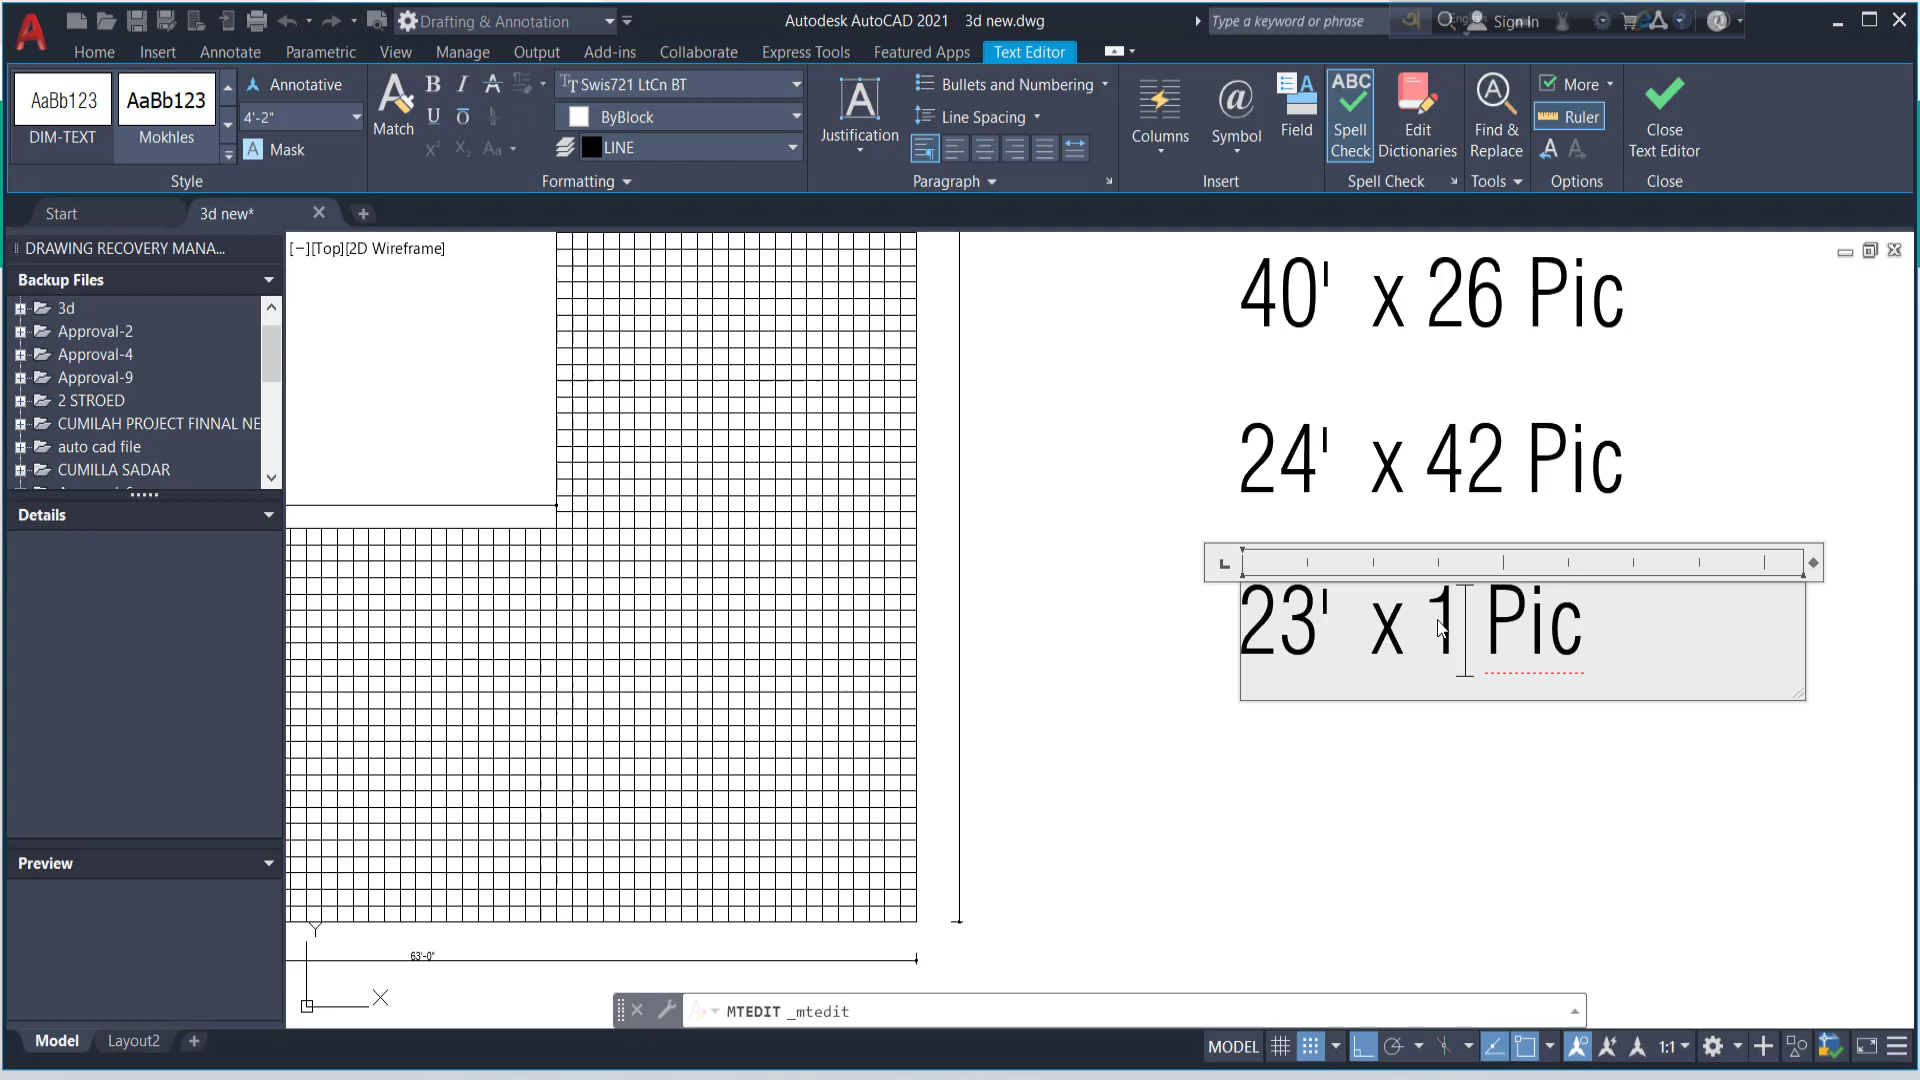 Drafting & Annotation
Autodesk AutoCAD 2021 3d new.dwg
Type a keyword or phrase
Sign In
Home Insert Annotate Parametric View Manage Output Add-ins Collaborate Express Tools Featured Apps Text Editor
AaBb123 AaBb123
DIM-TEXT Mokhles
Annotative
4'-2"
Mask
Style
Match
Swis721 LtCn BT
ByBlock
LINE
Formatting
Justification
Bullets and Numbering
Line Spacing
Paragraph
Columns
Symbol
Field
Insert
ABC
Spell
Check
Edit
Dictionaries
Spell Check
Find &
Replace
Tools
More
Ruler
Options
Close
Text Editor
Close
Start
3d new*
DRAWING RECOVERY MANA...
Backup Files
3d
Approval-2
Approval-4
Approval-9
2 STROED
CUMILAH PROJECT FINNAL NE
auto cad file
CUMILLA SADAR
Details
Preview
[−][Top][2D Wireframe]
40' x 26 Pic
24' x 42 Pic
23' x 1 Pic
63'-0"
Y
X
MTEDIT _mtedit
Model Layout2
MODEL
1:1